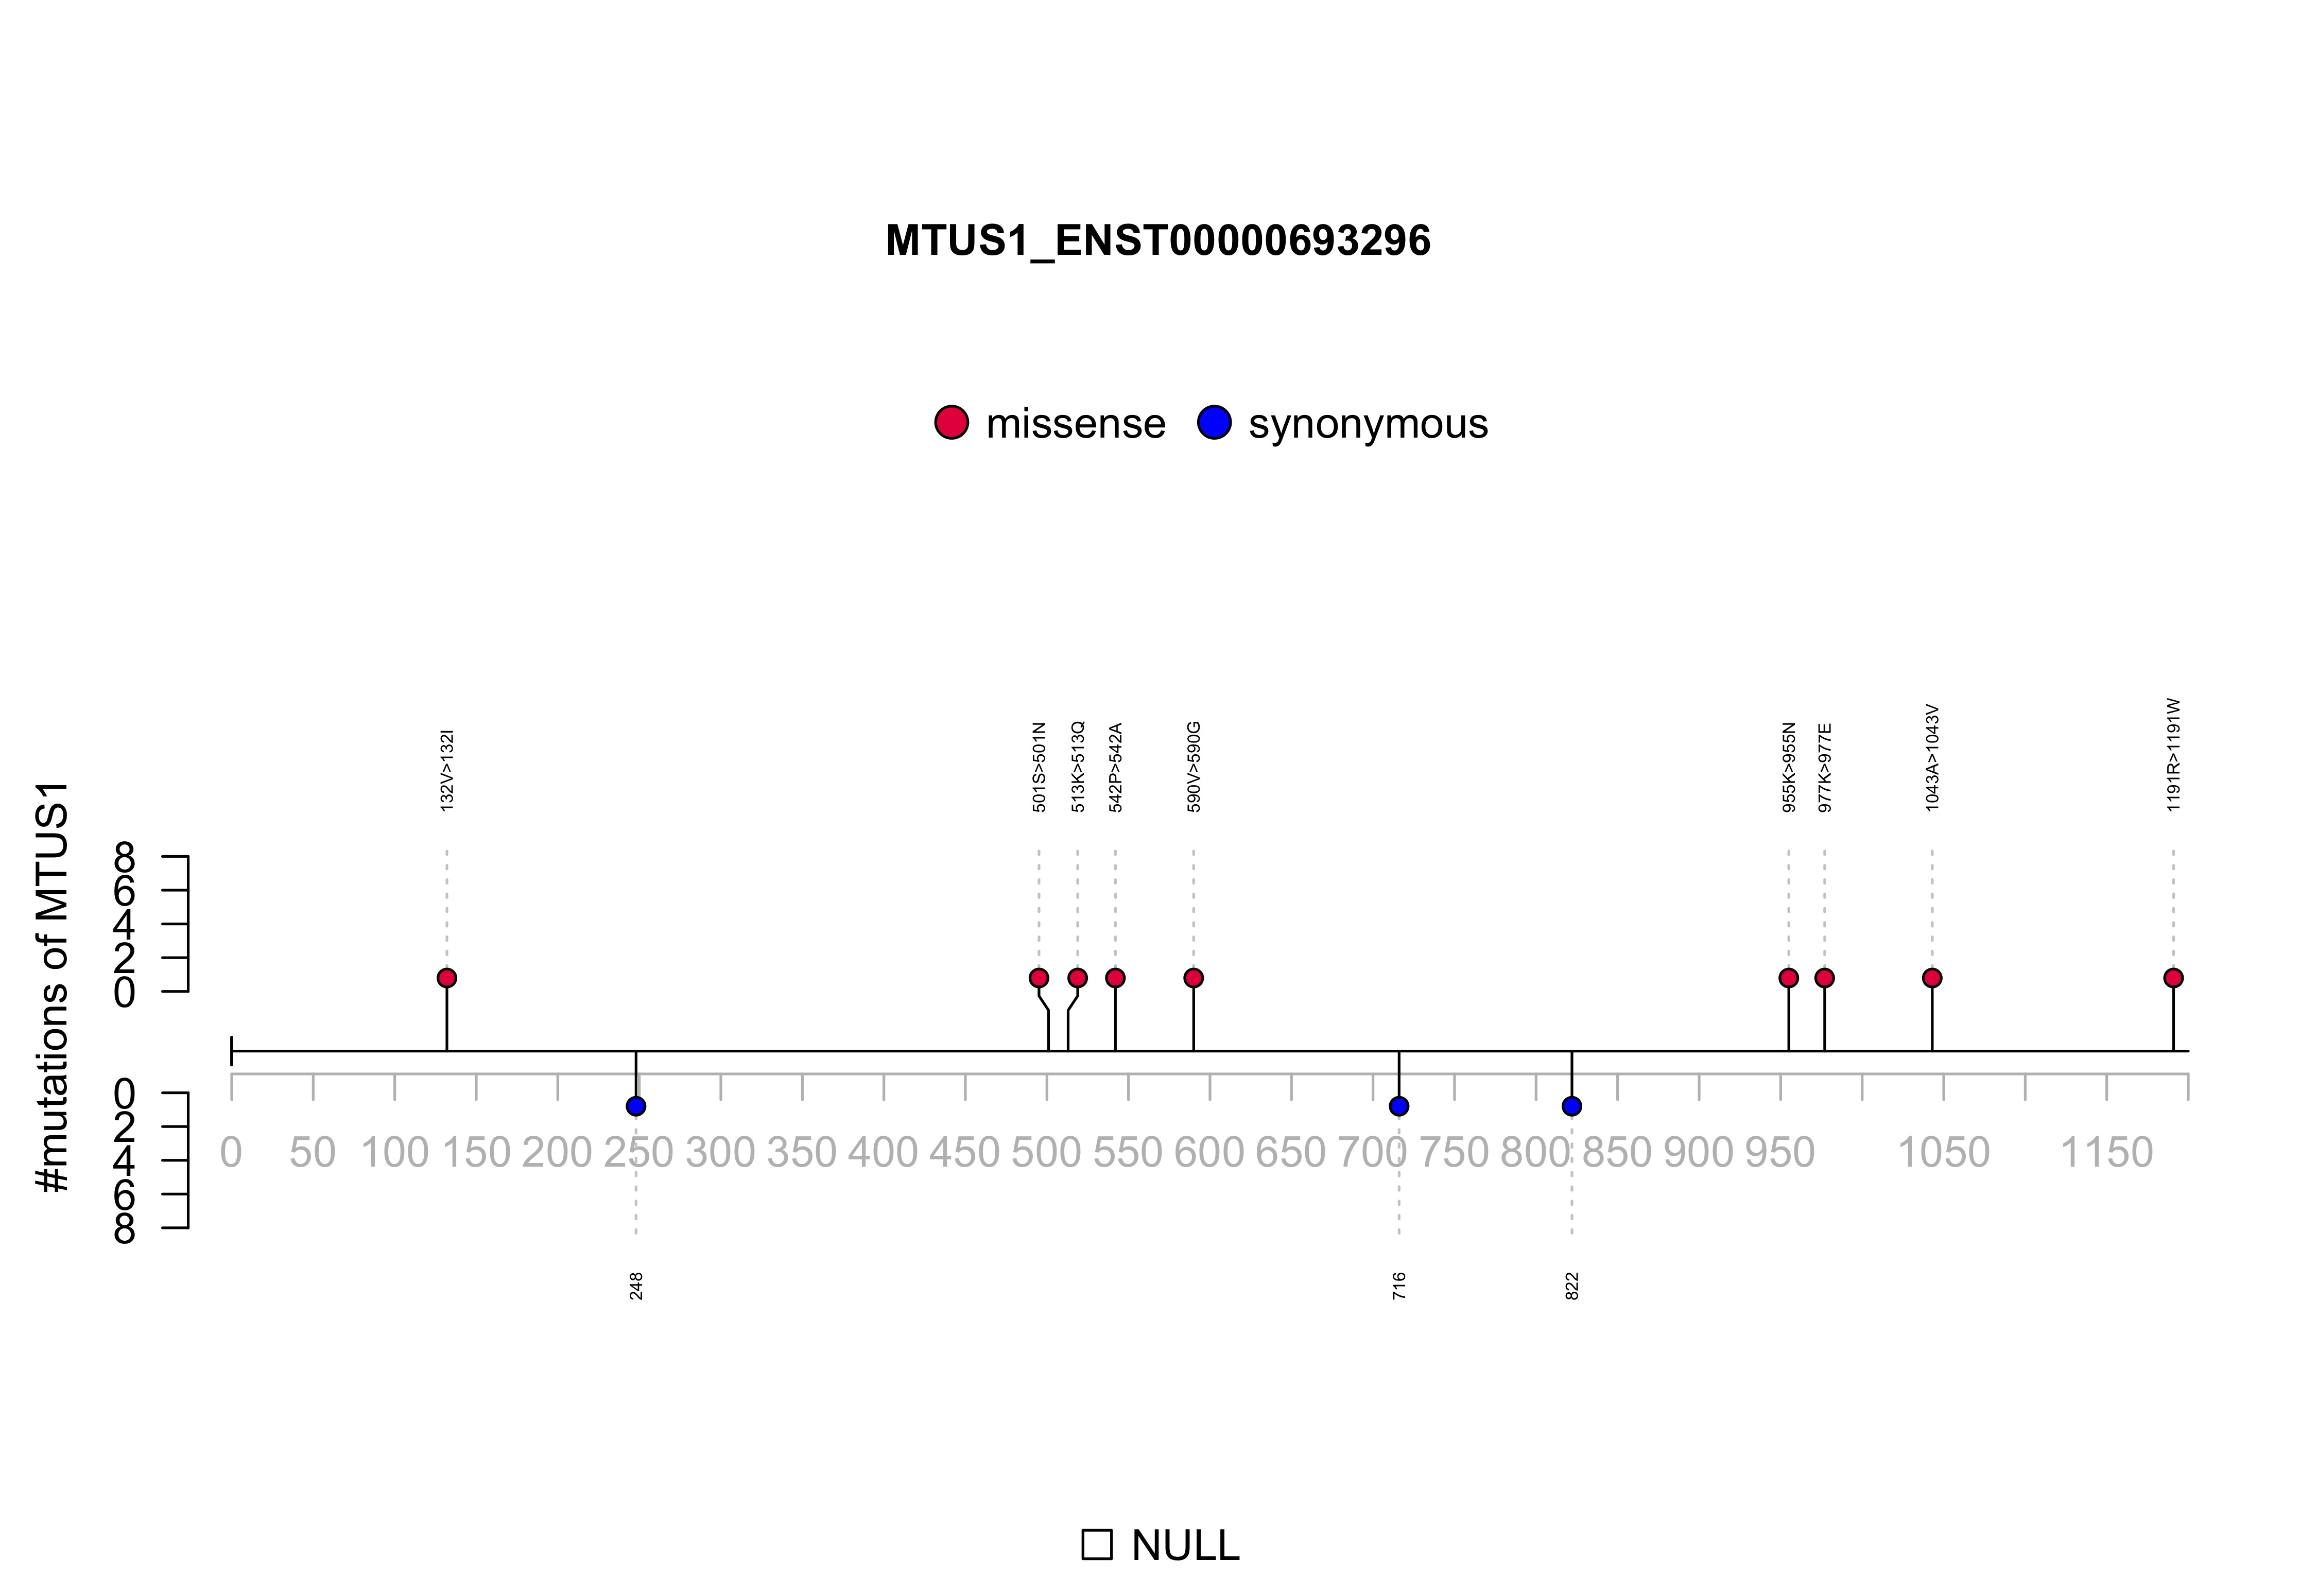 MTUS1_ENST00000693296
missense synonymous
132V>132I 501S>501N 513K>513Q 542P>542A 590V>590G 955K>955N 977K>977E 1043A>1043V 1191R>1191W
#mutations of MTUS1
8
6
4
2
0
0
2
4
6
8
0 50 100 150 200 250 300 350 400 450 500 550 600 650 700 750 800 850 900 950 1050 1150
248 716 822
NULL